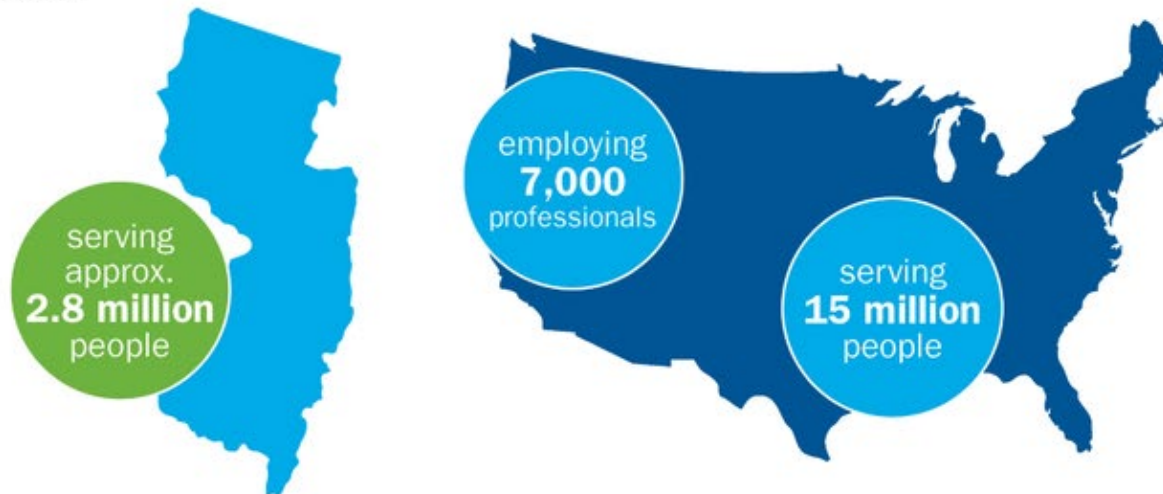 serving
approx.
2.8 million
people
employing
7,000
professionals
serving
15 million
people